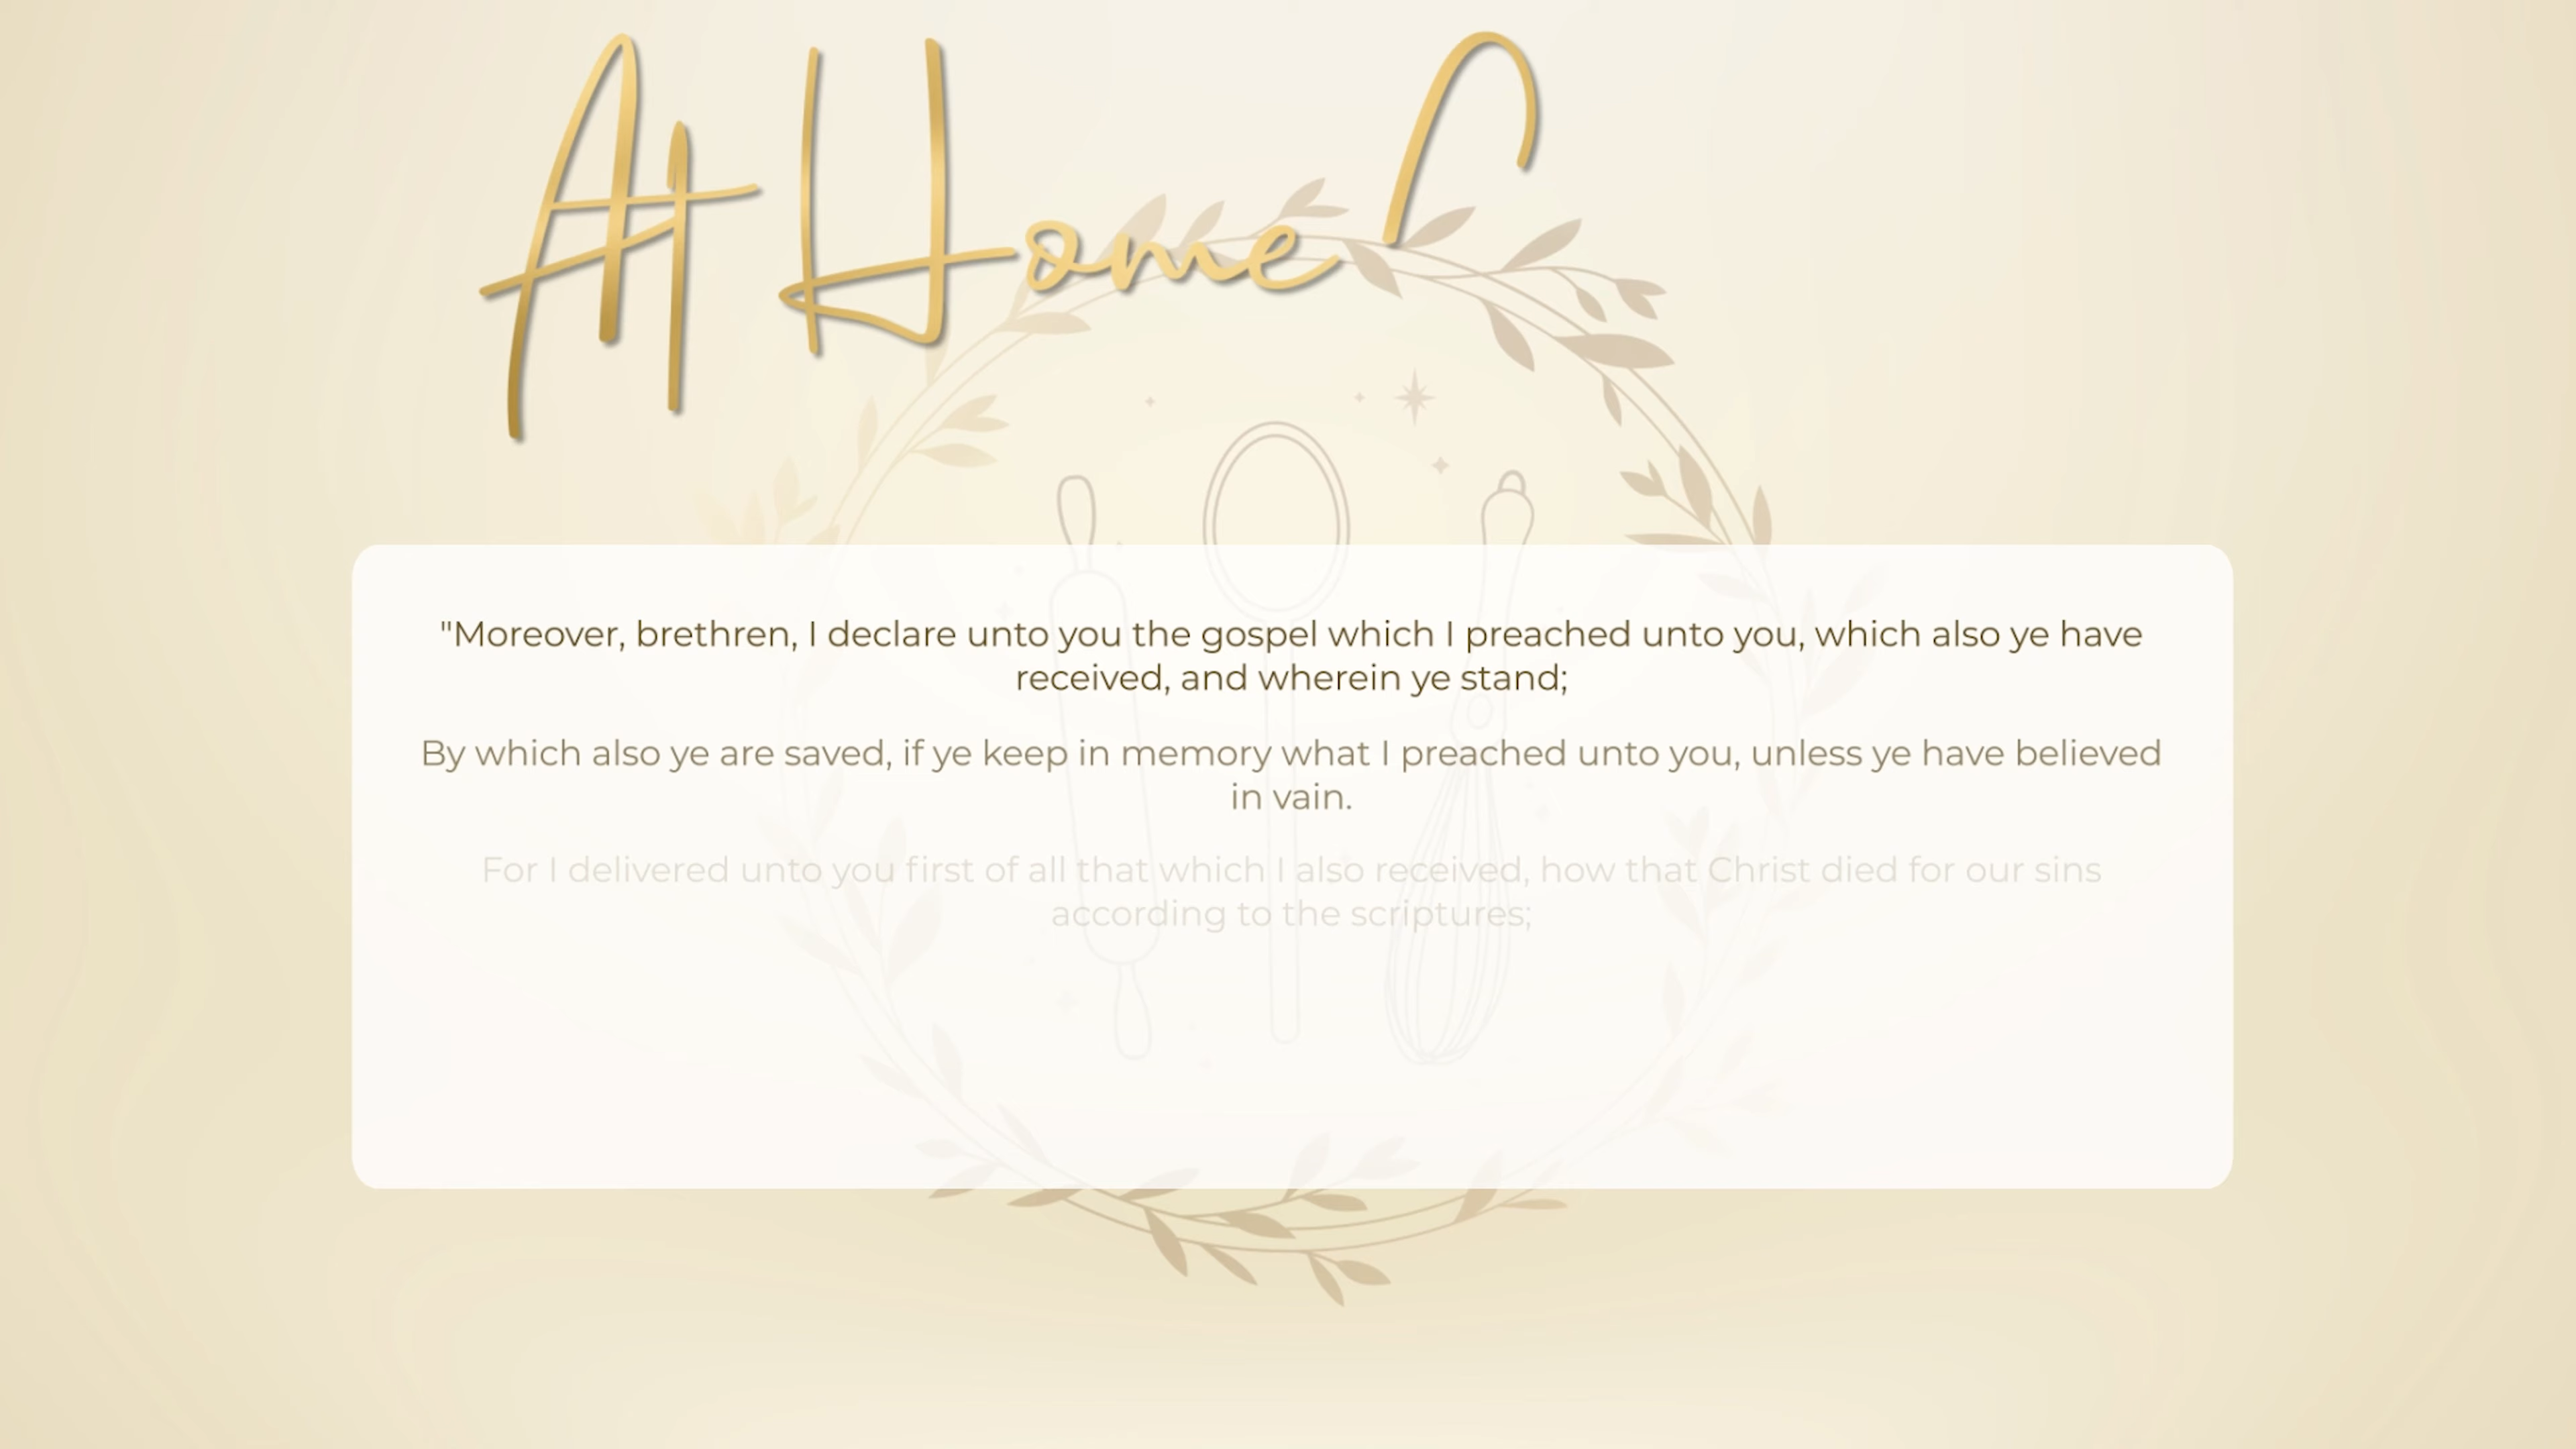 At Home
"Moreover, brethren, I declare unto you the gospel which I preached unto you, which also ye have
received, and wherein ye stand;
By which also ye are saved, if ye keep in memory what I preached unto you, unless ye have believed
in vain.
For I delivered unto you first of all that which I also received, how that Christ died for our sins
according to the scriptures;